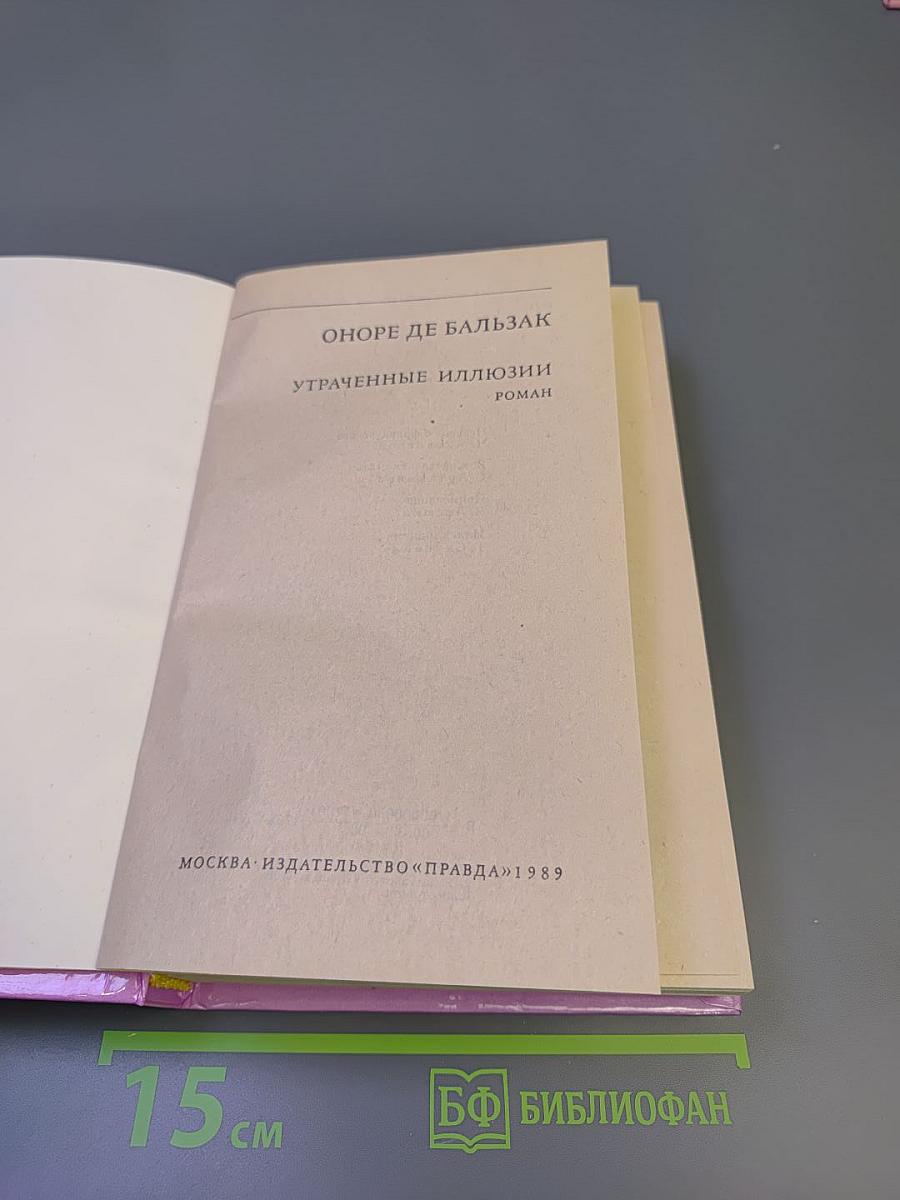 ОНОРЕ ДЕ БАЛЬЗАК
УТРАЧЕННЫЕ ИЛЛЮЗИИ
РОМАН
МОСКВА·ИЗДАТЕЛЬСТВО«ПРАВДА»1989
15 см
БФ БИБЛИОФАН